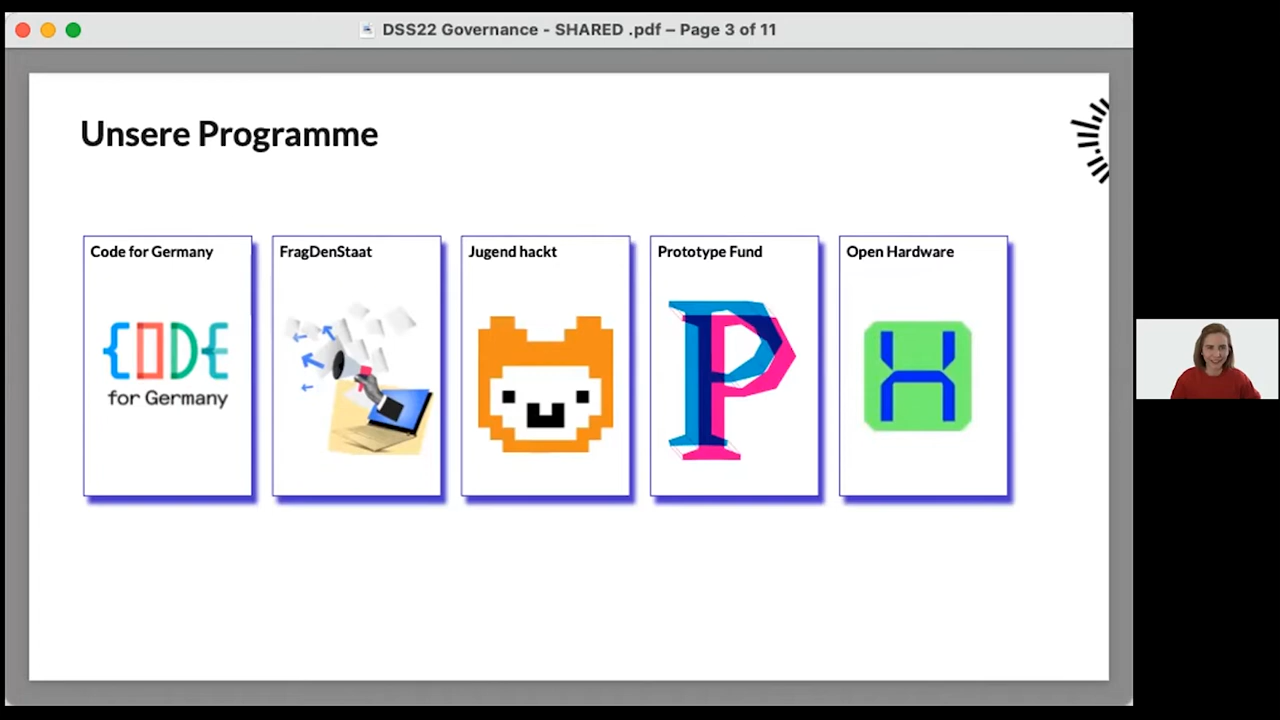 DSS22 Governance - SHARED .pdf – Page 3 of 11
Unsere Programme
Code for Germany
FragDenStaat
Jugend hackt
Prototype Fund
Open Hardware
{CODE
for Germany
P
H